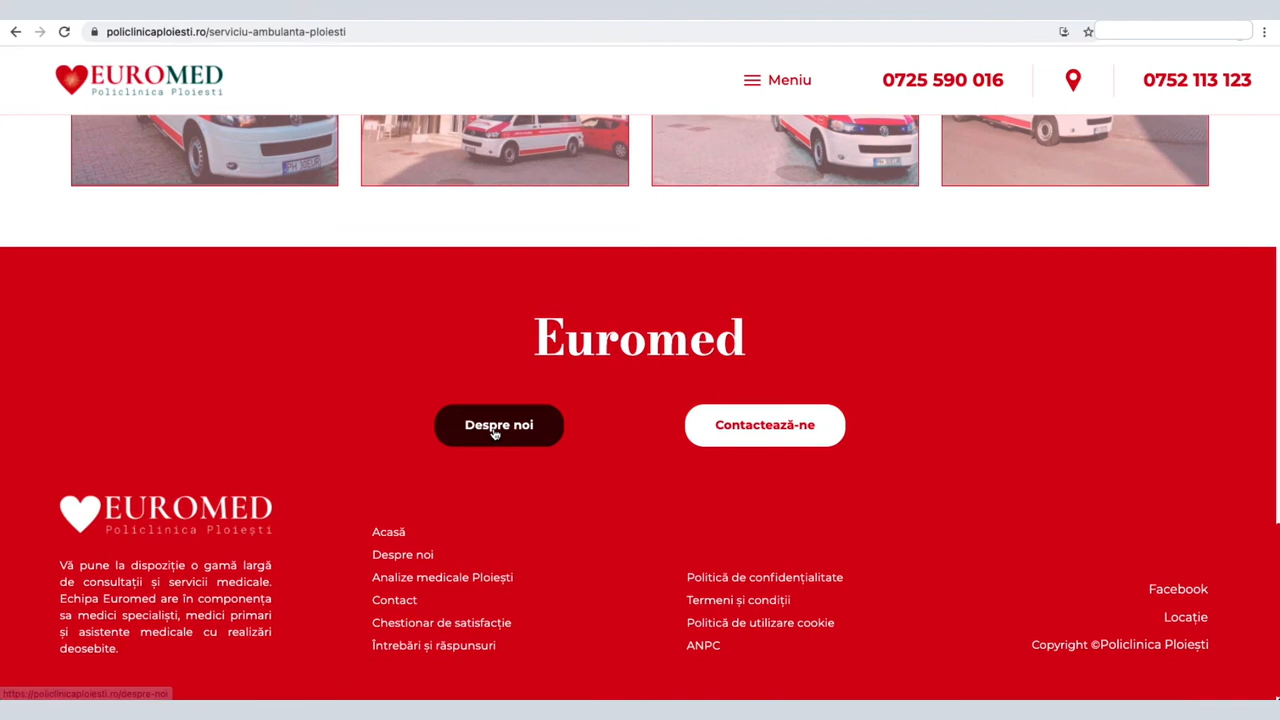 policlinicaploiesti.ro/serviciu-ambulanta-ploiesti
EUROMED
Policlinica Ploiesti
Meniu
0725 590 016
0752 113 123
Euromed
Despre noi
Contactează-ne
EUROMED
Policlinica Ploiești
Vă pune la dispoziție o gamă largă
de consultații și servicii medicale.
Echipa Euromed are în componența
sa medici specialiști, medici primari
și asistente medicale cu realizări
deosebite.
Acasă
Despre noi
Analize medicale Ploiești
Contact
Chestionar de satisfacție
Întrebări și răspunsuri
Politică de confidențialitate
Termeni și condiții
Politică de utilizare cookie
ANPC
Facebook
Locație
Copyright ©Policlinica Ploiești
https://policlinicaploiesti.ro/despre-noi